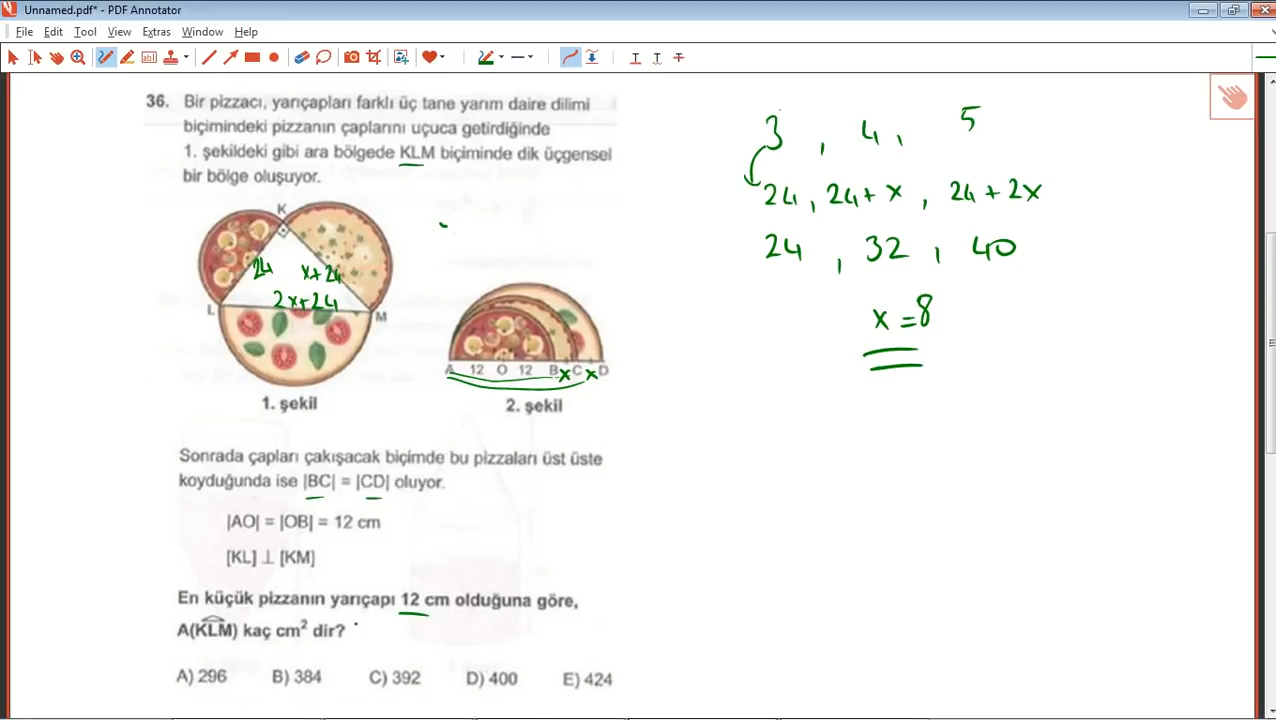 Unnamed.pdf* - PDF Annotator
File Edit Tool View Extras Window Help
36. Bir pizzacı, yarıçapları farklı üç tane yarım daire dilimi
biçimindeki pizzanın çaplarını uçuca getirdiğinde
1. şekildeki gibi ara bölgede KLM biçiminde dik üçgensel
bir bölge oluşuyor.
K
24 x+24
2x+24
L M
1. şekil
A 12 O 12 B x C x D
2. şekil
Sonrada çapları çakışacak biçimde bu pizzaları üst üste
koyduğunda ise |BC| = |CD| oluyor.
|AO| = |OB| = 12 cm
[KL] ⊥ [KM]
En küçük pizzanın yarıçapı 12 cm olduğuna göre,
A(KLM) kaç cm² dir?
A) 296 B) 384 C) 392 D) 400 E) 424
3 , 4 , 5
24 , 24 + x , 24 + 2x
24 , 32 , 40
x = 8